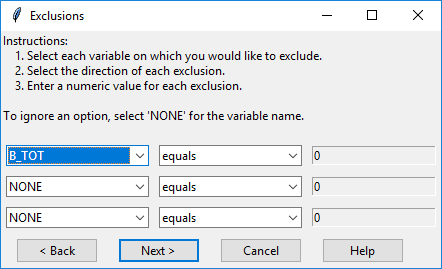 Exclusions
Instructions:
1. Select each variable on which you would like to exclude.
2. Select the direction of each exclusion.
3. Enter a numeric value for each exclusion.
To ignore an option, select 'NONE' for the variable name.
B_TOT equals 0
NONE equals 0
NONE equals 0
< Back Next > Cancel Help